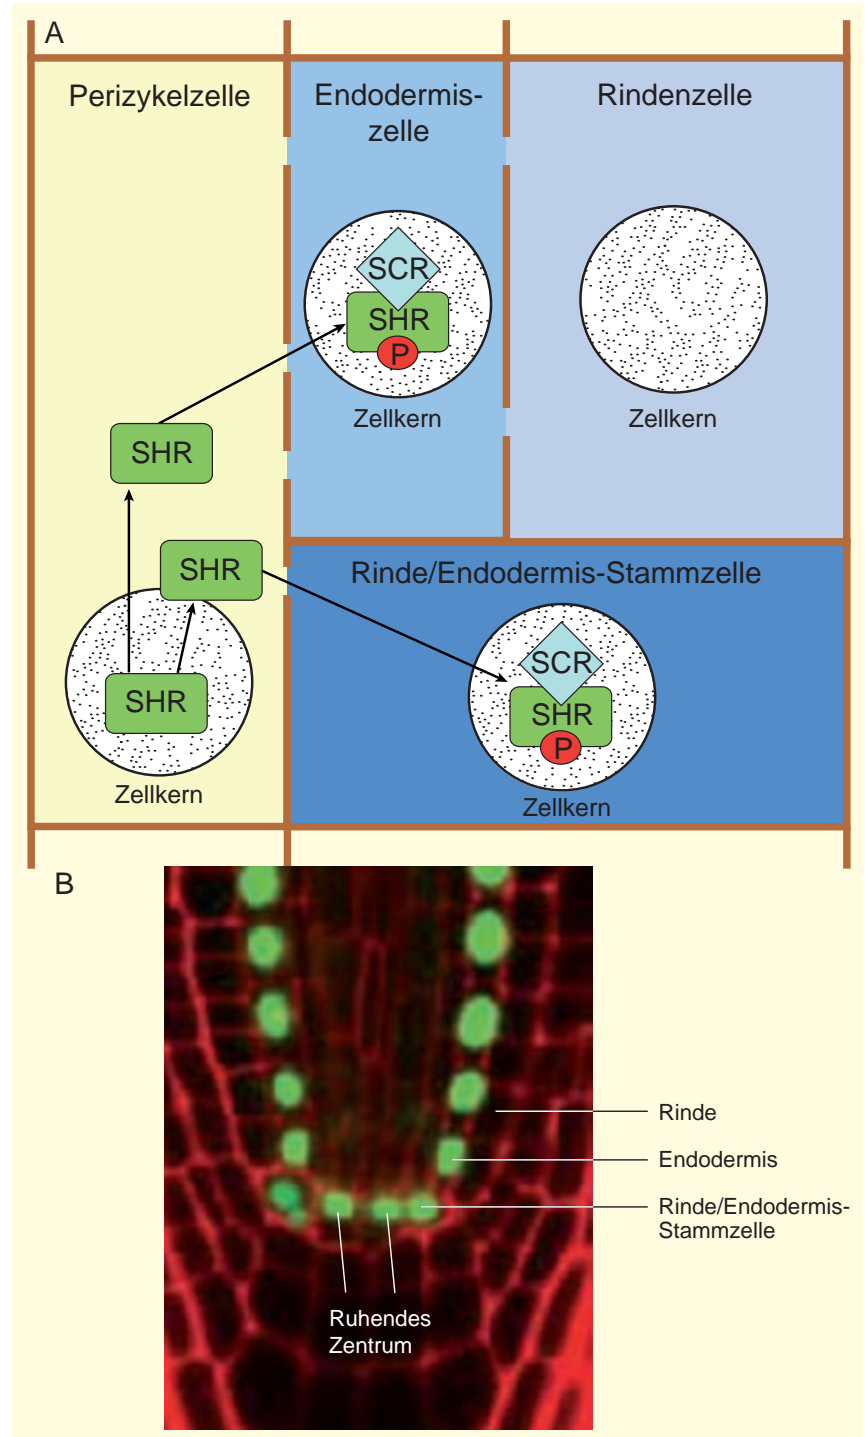 A
Perizykelzelle
Endodermis-
zelle
Rindenzelle
SCR
SHR
P
Zellkern
Zellkern
SHR
SHR
Rinde/Endodermis-Stammzelle
SCR
SHR
SHR
P
Zellkern
Zellkern
B
Rinde
Endodermis
Rinde/Endodermis-
Stammzelle
Ruhendes
Zentrum